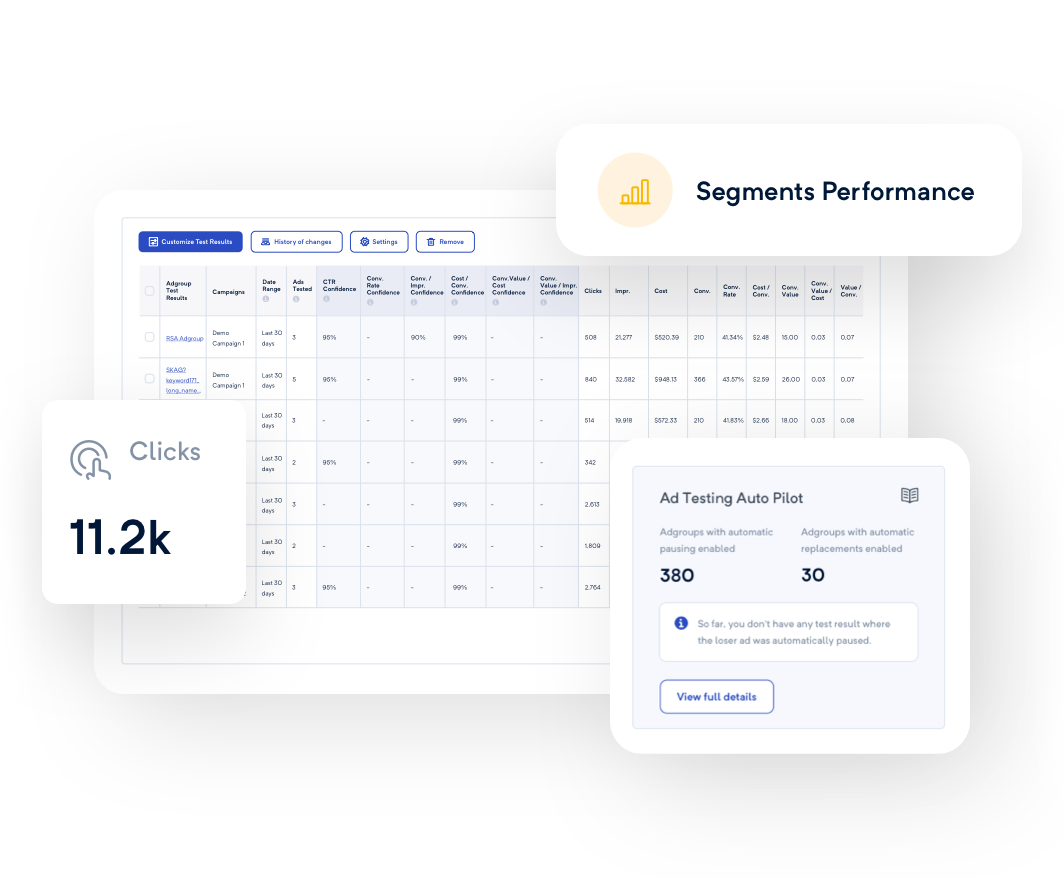 Segments Performance
Customize Test Results
History of changes
Settings
Remove
Adgroup Test Results
Campaigns
Date Range
Ads Tested
CTR Confidence
Conv. Rate Confidence
Conv. / Impr. Confidence
Cost / Conv. Confidence
Conv.Value / Cost Confidence
Conv. Value / Impr. Confidence
Clicks
Impr.
Cost
Conv.
Conv. Rate
Cost / Conv.
Conv. Value
Conv. Value / Cost
Value / Conv.
RSA Adgroup Demo Campaign 1 Last 30 days 3 95% - 90% 99% - - 508 21,277 $520.39 210 41.34% $2.48 15.00 0.03 0.07
SKAG? keyword171_ long_name... Demo Campaign 1 Last 30 days 5 95% - - 99% - - 840 32,582 $948.13 366 43.57% $2.59 26.00 0.03 0.07
Last 30 days 3 - - - 99% - - 514 19,918 $572.33 210 41.83% $2.66 18.00 0.03 0.08
Last 30 days 2 95% - - 99% - - 342
Last 30 days 3 - - - 99% - - 2,613
Last 30 days 2 - - - 99% - - 1,809
Last 30 days 3 95% - - 99% - - 2,764
Clicks
11.2k
Ad Testing Auto Pilot
Adgroups with automatic
pausing enabled
380
Adgroups with automatic
replacements enabled
30
So far, you don't have any test result where
the loser ad was automatically paused.
View full details